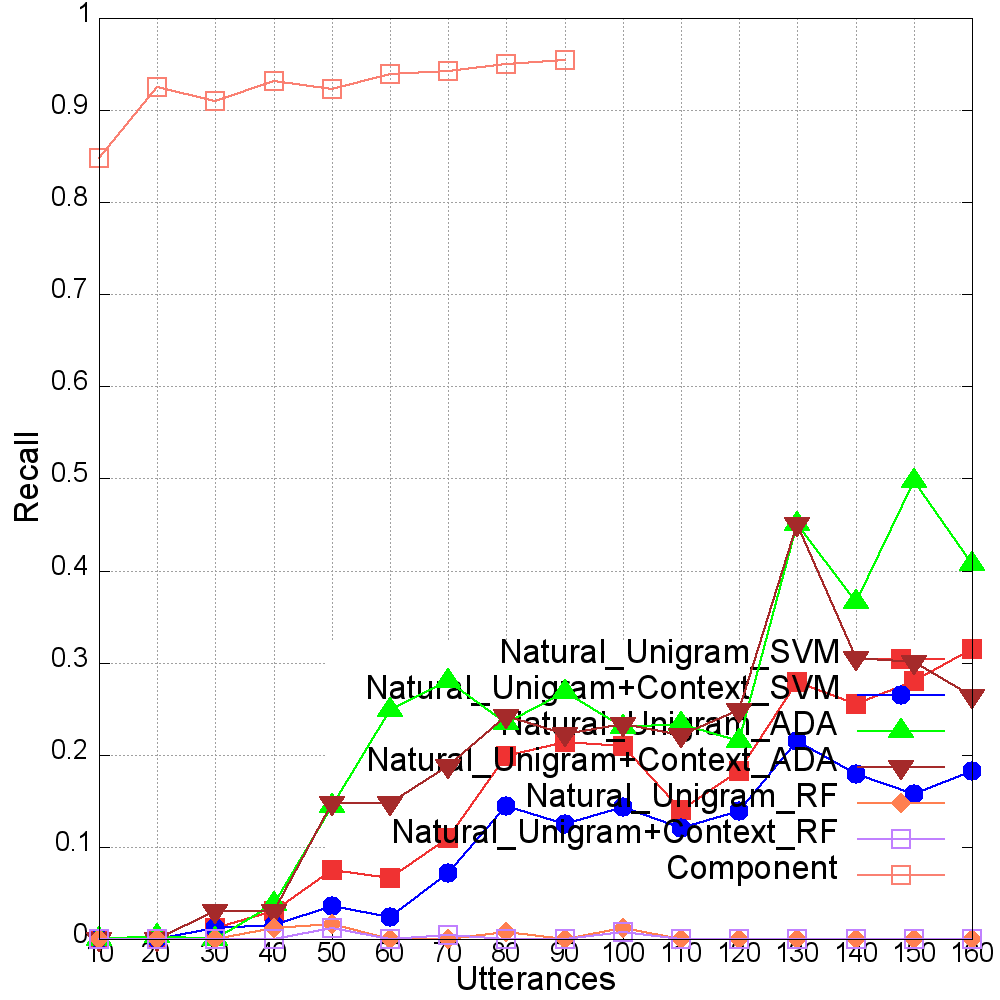 1
0.9
0.8
0.7
0.6
0.5
0.4
0.3
0.2
0.1
0
Recall
Natural_Unigram_SVM
Natural_Unigram+Context_SVM
Natural_Unigram_ADA
Natural_Unigram+Context_ADA
Natural_Unigram_RF
Natural_Unigram+Context_RF
Component
10 20 30 40 50 60 70 80 90 100 110 120 130 140 150 160
Utterances